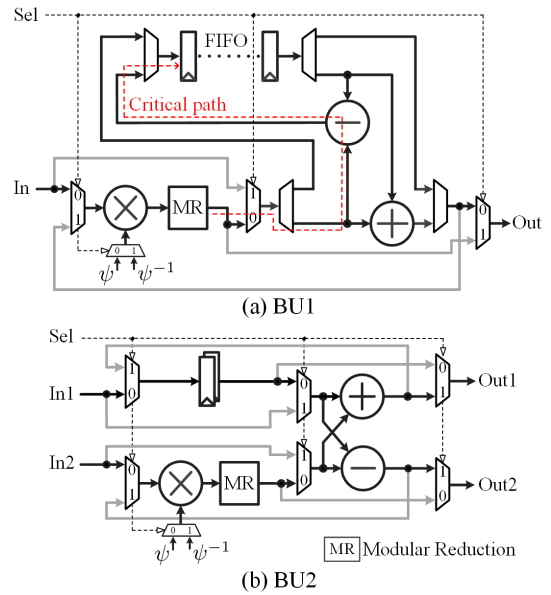 Sel
FIFO
Critical path
In
0
1
MR
1
0
0
1
Out
0 1
ψ ψ⁻¹
(a) BU1
Sel
In1
1
0
0
1
1
0
Out1
In2
0
1
MR
1
0
1
0
Out2
0 1
ψ ψ⁻¹
MR Modular Reduction
(b) BU2